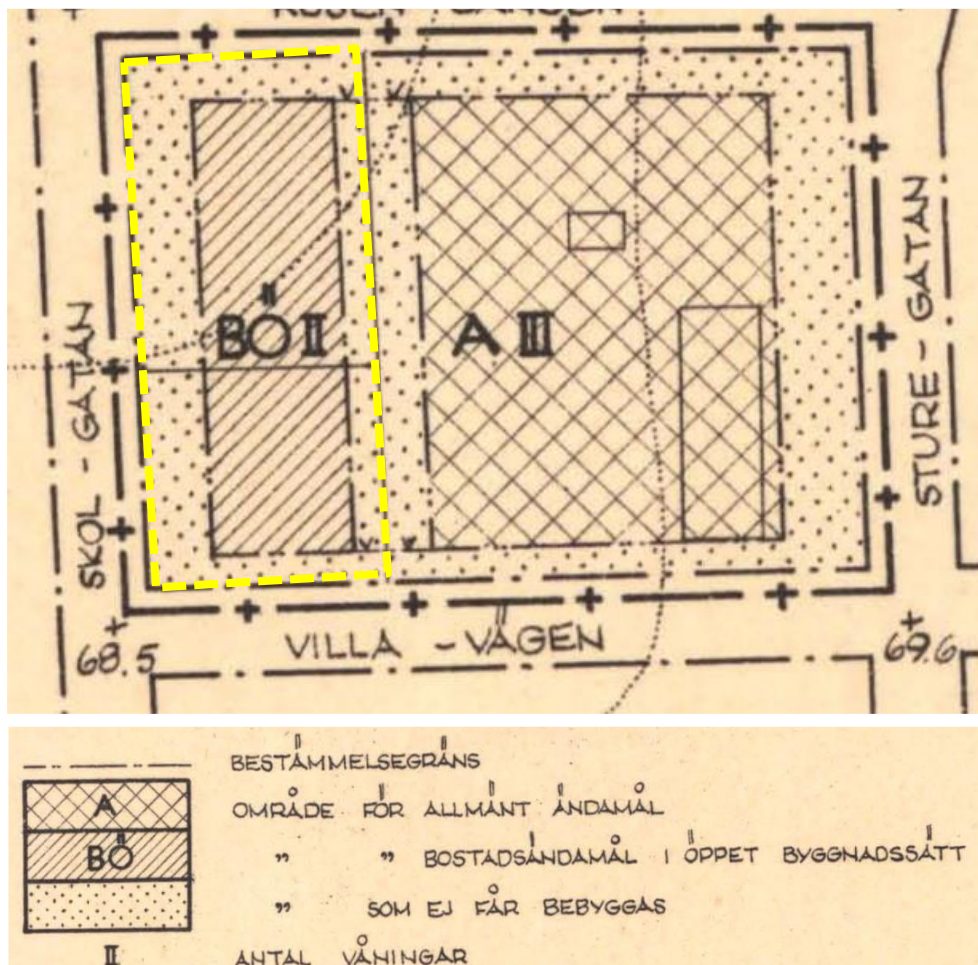 SKOL - GATAN
BÖ II
A III
STURE - GATAN
VILLA - VÄGEN
68.5
69.6
BESTÄMMELSEGRÄNS
A
OMRÅDE FÖR ALLMÄNT ÄNDAMÅL
BÖ
" " BOSTADSÄNDAMÅL I ÖPPET BYGGNADSSÄTT
" SOM EJ FÅR BEBYGGAS
II ANTAL VÅNINGAR